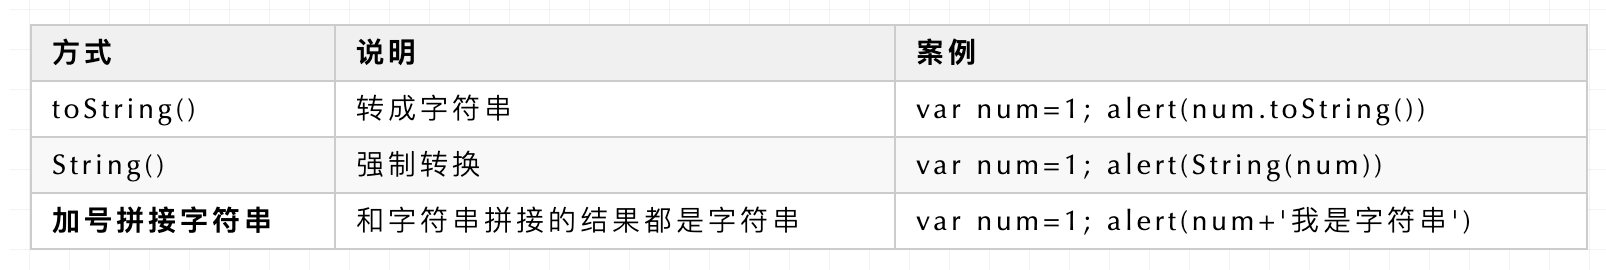 方式 说明 案例
toString() 转成字符串 var num=1; alert(num.toString())
String() 强制转换 var num=1; alert(String(num))
加号拼接字符串 和字符串拼接的结果都是字符串 var num=1; alert(num+'我是字符串')